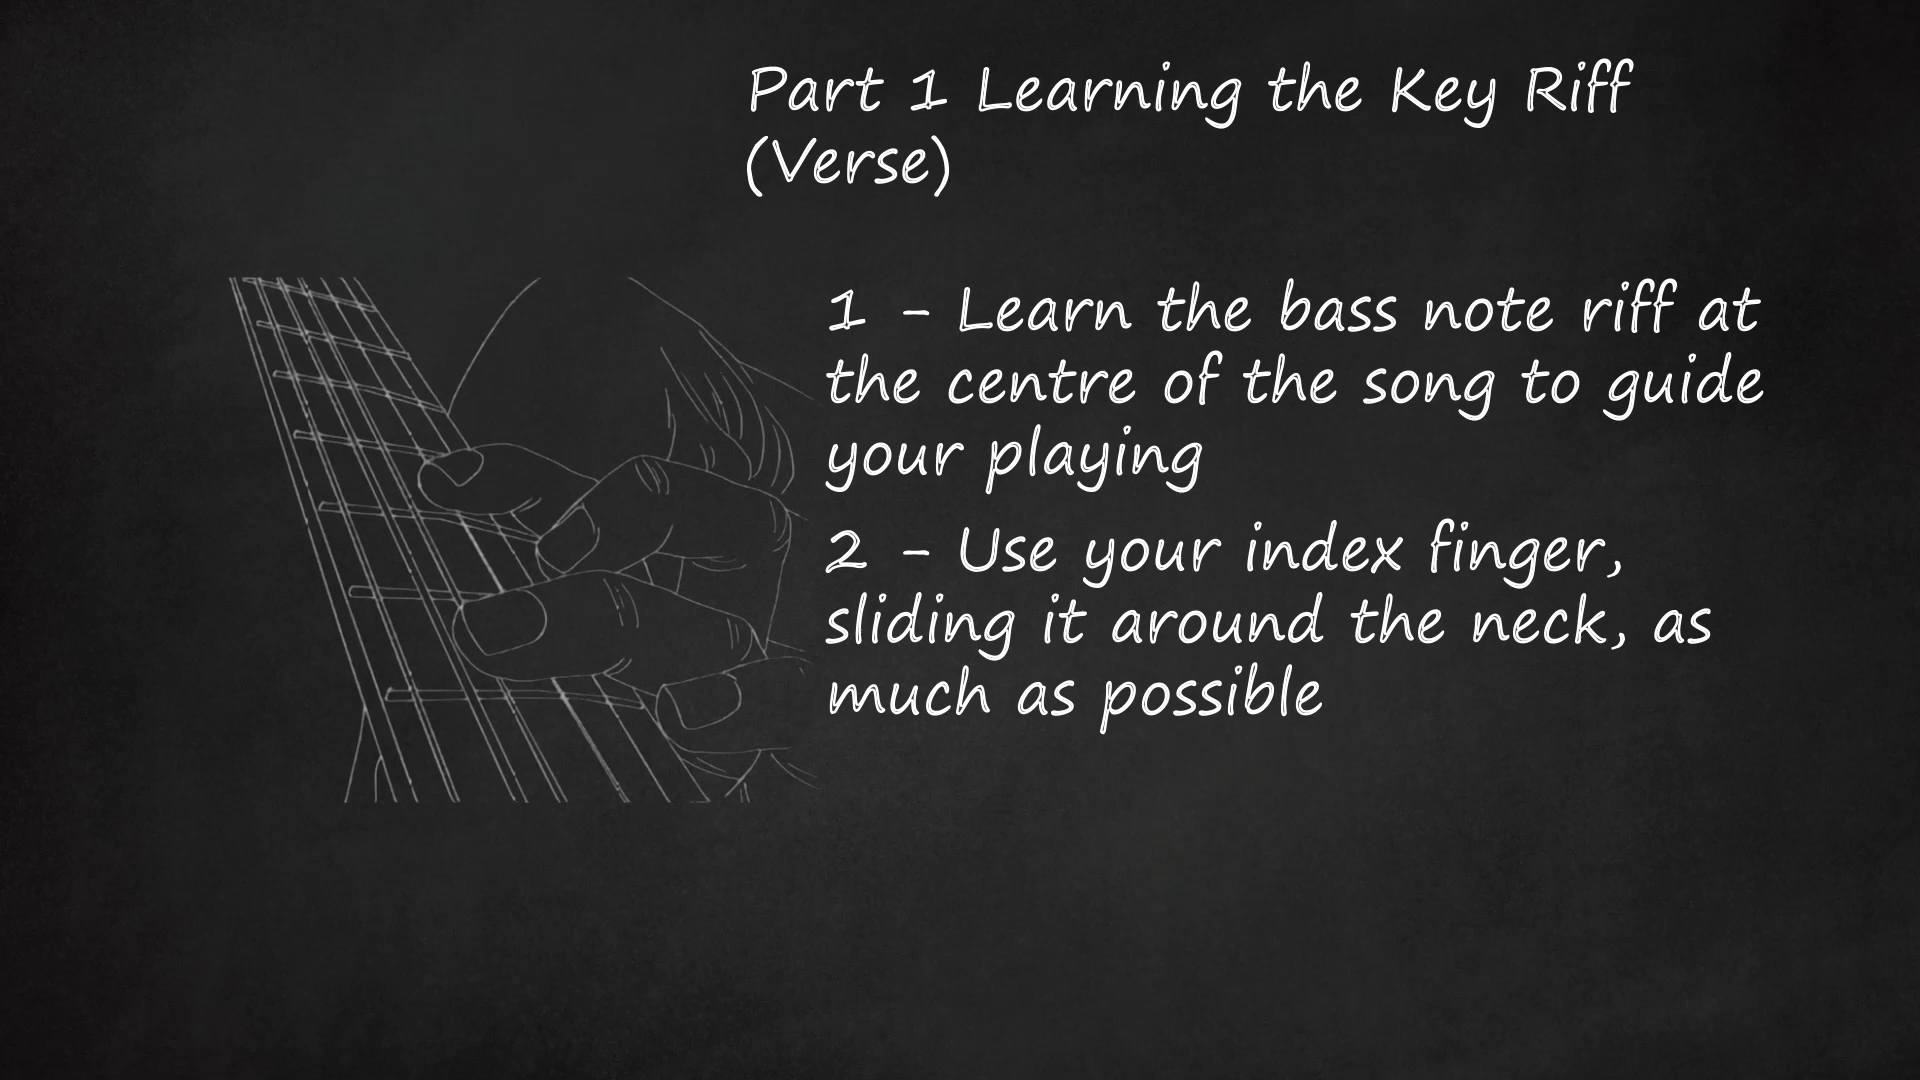 Part 1 Learning the Key Riff
(Verse)
1 - Learn the bass note riff at
the centre of the song to guide
your playing
2 - Use your index finger,
sliding it around the neck, as
much as possible